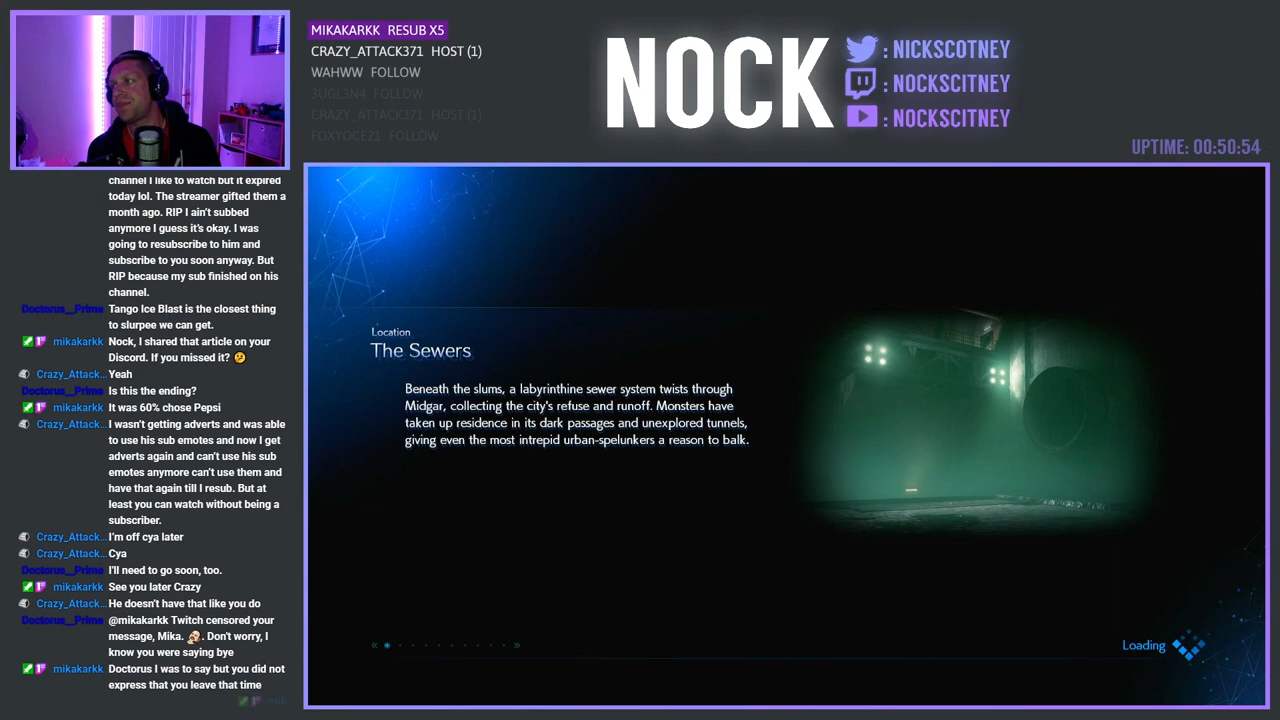 MIKAKARKK RESUB X5
CRAZY_ATTACK371 HOST (1)
WAHWW FOLLOW
3UGL3N4 FOLLOW
CRAZY_ATTACK371 HOST (1)
FOXYOCE21 FOLLOW
NOCK
: NICKSCOTNEY
: NOCKSCITNEY
: NOCKSCITNEY
UPTIME: 00:50:54
channel I like to watch but it expired
today lol. The streamer gifted them a
month ago. RIP I ain't subbed
anymore I guess it's okay. I was
going to resubscribe to him and
subscribe to you soon anyway. But
RIP because my sub finished on his
channel.
Doctorus__Prime Tango Ice Blast is the closest thing
to slurpee we can get.
mikakarkk Nock, I shared that article on your
Discord. If you missed it? 🤔
Crazy_Attack... Yeah
Doctorus__Prime Is this the ending?
mikakarkk It was 60% chose Pepsi
Crazy_Attack... I wasn't getting adverts and was able
to use his sub emotes and now I get
adverts again and can't use his sub
emotes anymore can't use them and
have that again till I resub. But at
least you can watch without being a
subscriber.
Crazy_Attack... I'm off cya later
Crazy_Attack... Cya
Doctorus__Prime I'll need to go soon, too.
mikakarkk See you later Crazy
Crazy_Attack... He doesn't have that like you do
Doctorus__Prime @mikakarkk Twitch censored your
message, Mika. . Don't worry, I
know you were saying bye
mikakarkk Doctorus I was to say but you did not
express that you leave that time
mik
Location
The Sewers
Beneath the slums, a labyrinthine sewer system twists through
Midgar, collecting the city's refuse and runoff. Monsters have
taken up residence in its dark passages and unexplored tunnels,
giving even the most intrepid urban-spelunkers a reason to balk.
Loading